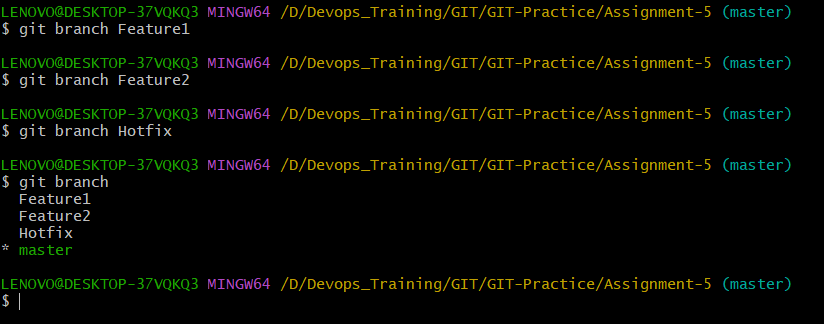 LENOVO@DESKTOP-37VQKQ3 MINGW64 /D/Devops_Training/GIT/GIT-Practice/Assignment-5 (master)
$ git branch Feature1
LENOVO@DESKTOP-37VQKQ3 MINGW64 /D/Devops_Training/GIT/GIT-Practice/Assignment-5 (master)
$ git branch Feature2
LENOVO@DESKTOP-37VQKQ3 MINGW64 /D/Devops_Training/GIT/GIT-Practice/Assignment-5 (master)
$ git branch Hotfix
LENOVO@DESKTOP-37VQKQ3 MINGW64 /D/Devops_Training/GIT/GIT-Practice/Assignment-5 (master)
$ git branch
  Feature1
  Feature2
  Hotfix
* master
LENOVO@DESKTOP-37VQKQ3 MINGW64 /D/Devops_Training/GIT/GIT-Practice/Assignment-5 (master)
$